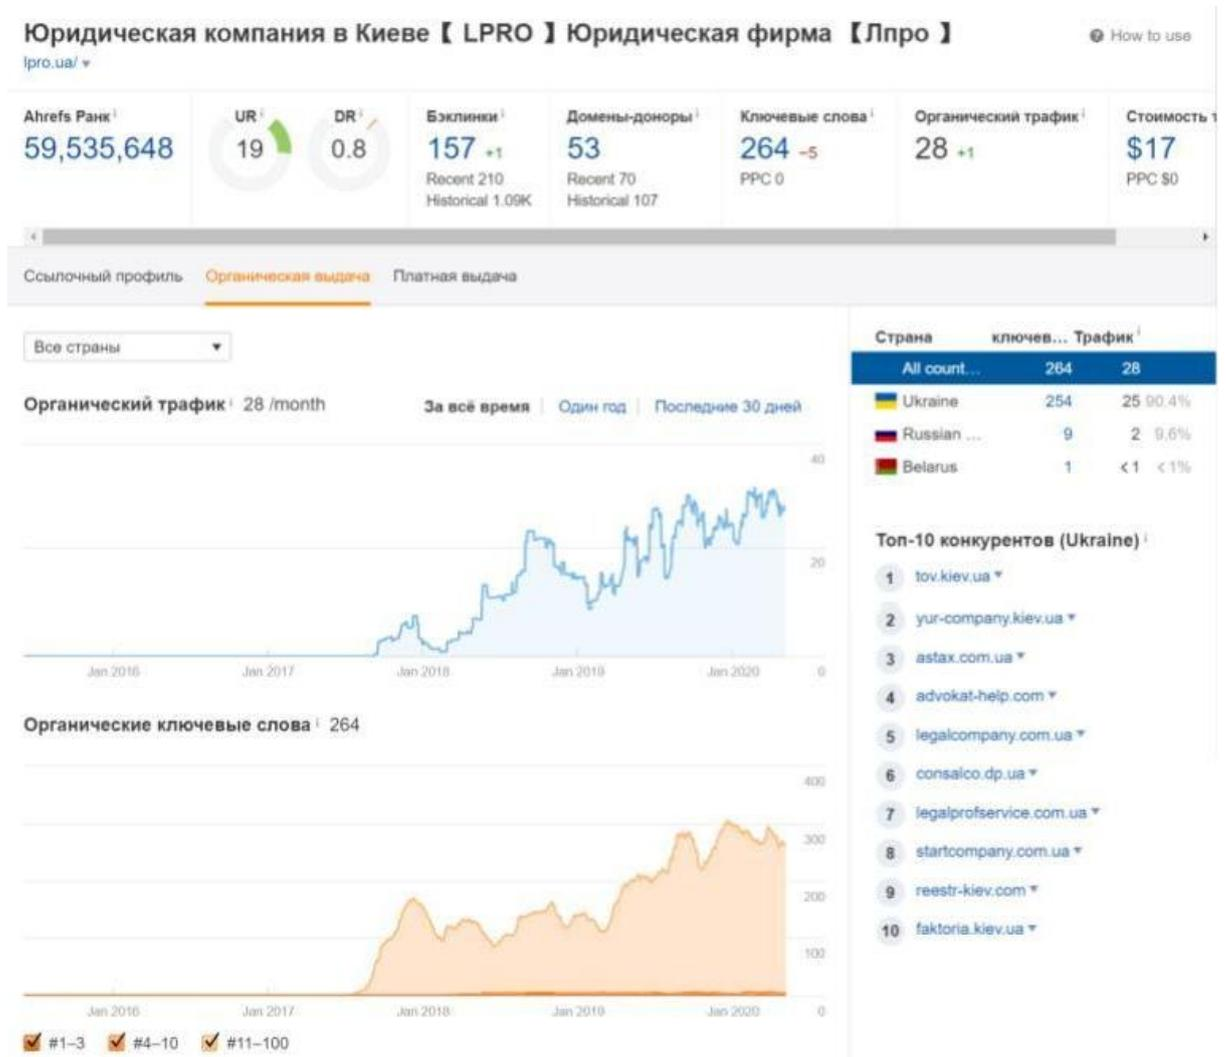 Юридическая компания в Киеве【 LPRO 】Юридическая фирма 【Лпро 】
How to use
lpro.ua/
Ahrefs Ранк
59,535,648
UR
19
DR
0.8
Бэклинки
157 +1
Recent 210
Historical 1.09K
Домены-доноры
53
Recent 70
Historical 107
Ключевые слова
264 -5
PPC 0
Органический трафик
28 +1
Стоимость т
$17
PPC $0
Ссылочный профиль Органическая выдача Платная выдача
Все страны
Органический трафик 28 /month
За всё время Один год Последние 30 дней
40
20
Jan 2016 Jan 2017 Jan 2018 Jan 2019 Jan 2020 0
Органические ключевые слова 264
400
300
200
100
Jan 2016 Jan 2017 Jan 2018 Jan 2019 Jan 2020 0
#1–3 #4–10 #11–100
Страна ключев... Трафик
All count... 264 28
Ukraine 254 25 90.4%
Russian ... 9 2 9.6%
Belarus 1 <1 <1%
Топ-10 конкурентов (Ukraine)
1 tov.kiev.ua
2 yur-company.kiev.ua
3 astax.com.ua
4 advokat-help.com
5 legalcompany.com.ua
6 consalco.dp.ua
7 legalprofservice.com.ua
8 startcompany.com.ua
9 reestr-kiev.com
10 faktoria.kiev.ua